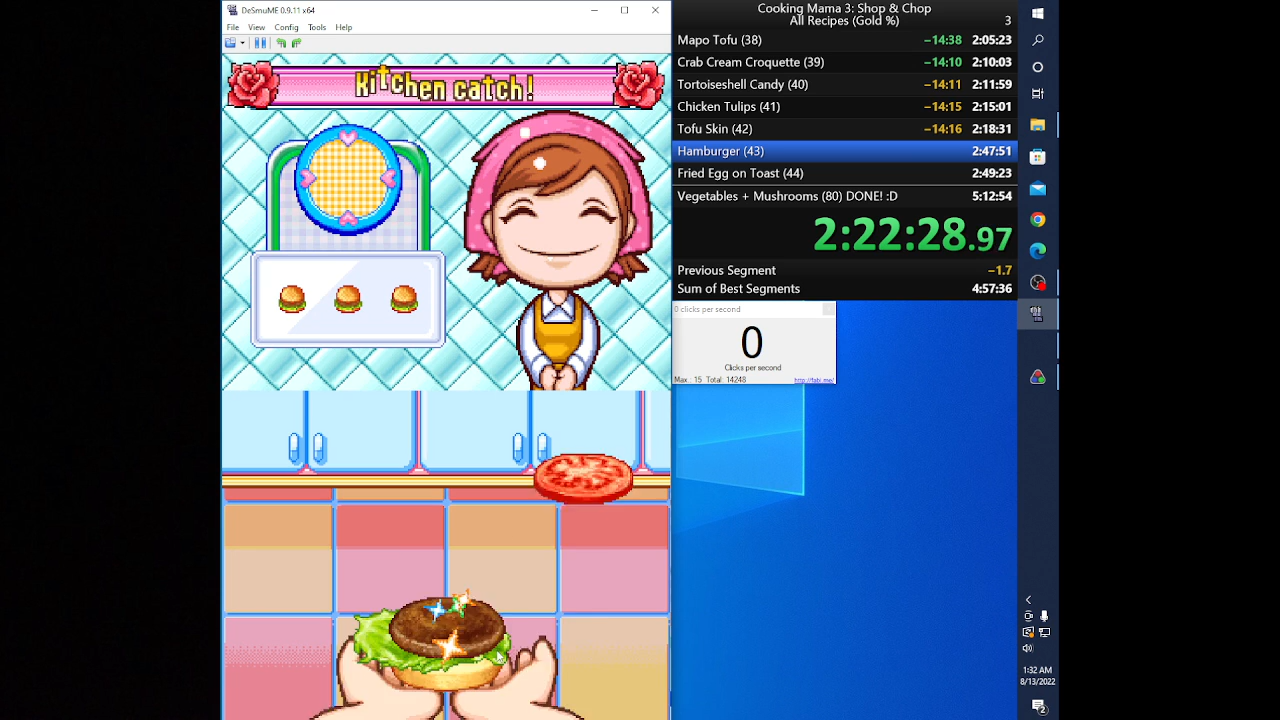 DeSmuME 0.9.11 x64
File View Config Tools Help
Kitchen catch!
Cooking Mama 3: Shop & Chop
All Recipes (Gold %) 3
Mapo Tofu (38) −14:38 2:05:23
Crab Cream Croquette (39) −14:10 2:10:03
Tortoiseshell Candy (40) −14:11 2:11:59
Chicken Tulips (41) −14:15 2:15:01
Tofu Skin (42) −14:16 2:18:31
Hamburger (43) 2:47:51
Fried Egg on Toast (44) 2:49:23
Vegetables + Mushrooms (80) DONE! :D 5:12:54
2:22:28.97
Previous Segment −1.7
Sum of Best Segments 4:57:36
0 clicks per second
0
Clicks per second
Max.: 15 Total: 14248 http://fabi.me/
1:32 AM
8/13/2022
2